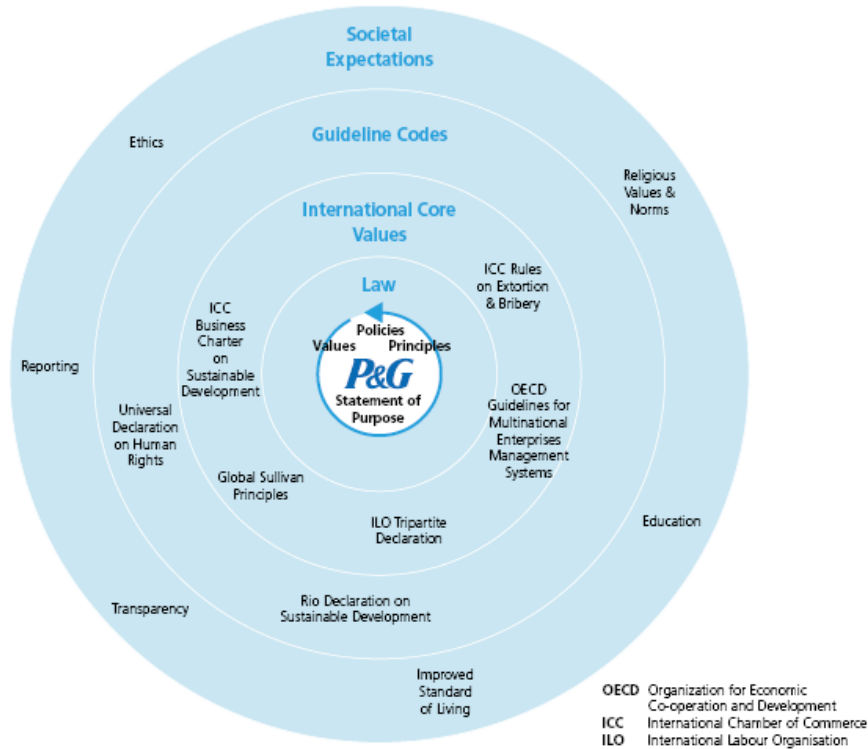 Societal
Expectations
Guideline Codes
Ethics
Religious
Values &
Norms
International Core
Values
Law
ICC Rules
on Extortion
& Bribery
ICC
Business
Charter
on
Sustainable
Development
Policies
Values
Principles
P&G
Statement of
Purpose
Reporting
OECD
Guidelines for
Multinational
Enterprises
Management
Systems
Universal
Declaration
on Human
Rights
Global Sullivan
Principles
ILO Tripartite
Declaration
Education
Transparency
Rio Declaration on
Sustainable Development
Improved
Standard
of Living
OECD Organization for Economic
Co-operation and Development
ICC International Chamber of Commerce
ILO International Labour Organisation